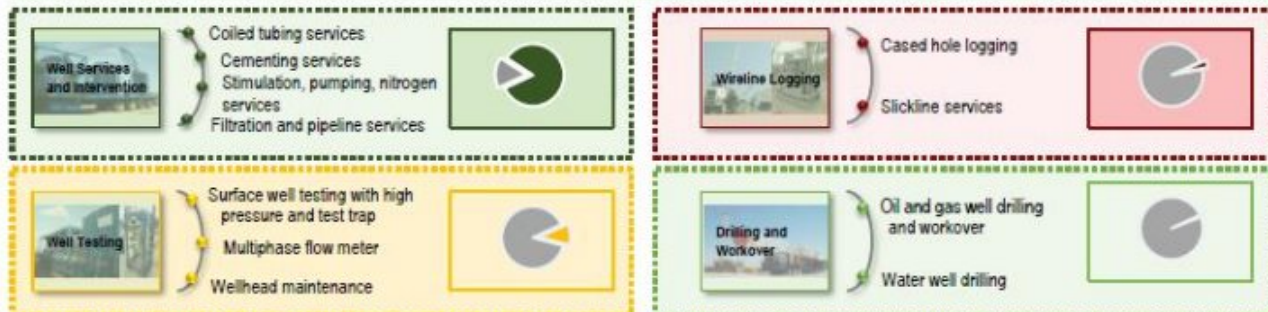 Well Services
and Intervention
Coiled tubing services
Cementing services
Stimulation, pumping, nitrogen
services
Filtration and pipeline services
Wireline Logging
Cased hole logging
Slickline services
Well Testing
Surface well testing with high
pressure and test trap
Multiphase flow meter
Wellhead maintenance
Drilling and
Workover
Oil and gas well drilling
and workover
Water well drilling